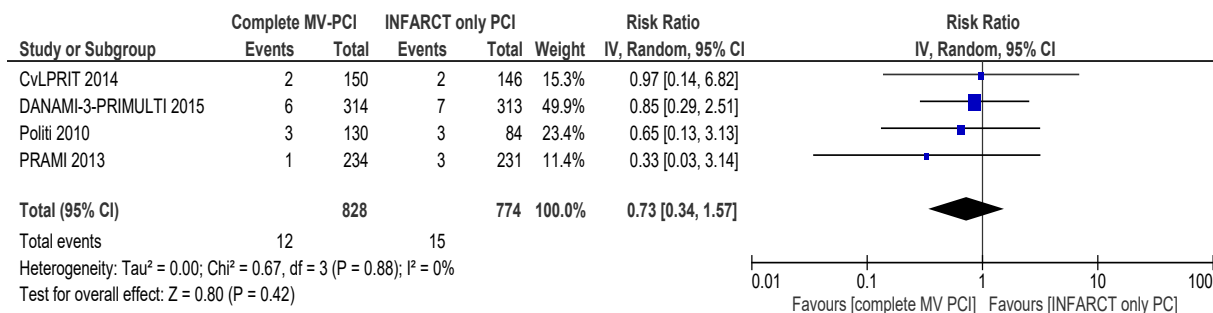 Complete MV-PCI INFARCT only PCI Risk Ratio Risk Ratio
Study or Subgroup Events Total Events Total Weight IV, Random, 95% CI IV, Random, 95% CI
CvLPRIT 2014 2 150 2 146 15.3% 0.97 [0.14, 6.82]
DANAMI-3-PRIMULTI 2015 6 314 7 313 49.9% 0.85 [0.29, 2.51]
Politi 2010 3 130 3 84 23.4% 0.65 [0.13, 3.13]
PRAMI 2013 1 234 3 231 11.4% 0.33 [0.03, 3.14]
Total (95% CI) 828 774 100.0% 0.73 [0.34, 1.57]
Total events 12 15
Heterogeneity: Tau² = 0.00; Chi² = 0.67, df = 3 (P = 0.88); I² = 0%
Test for overall effect: Z = 0.80 (P = 0.42)
0.01 0.1 1 10 100
Favours [complete MV PCI] Favours [INFARCT only PC]